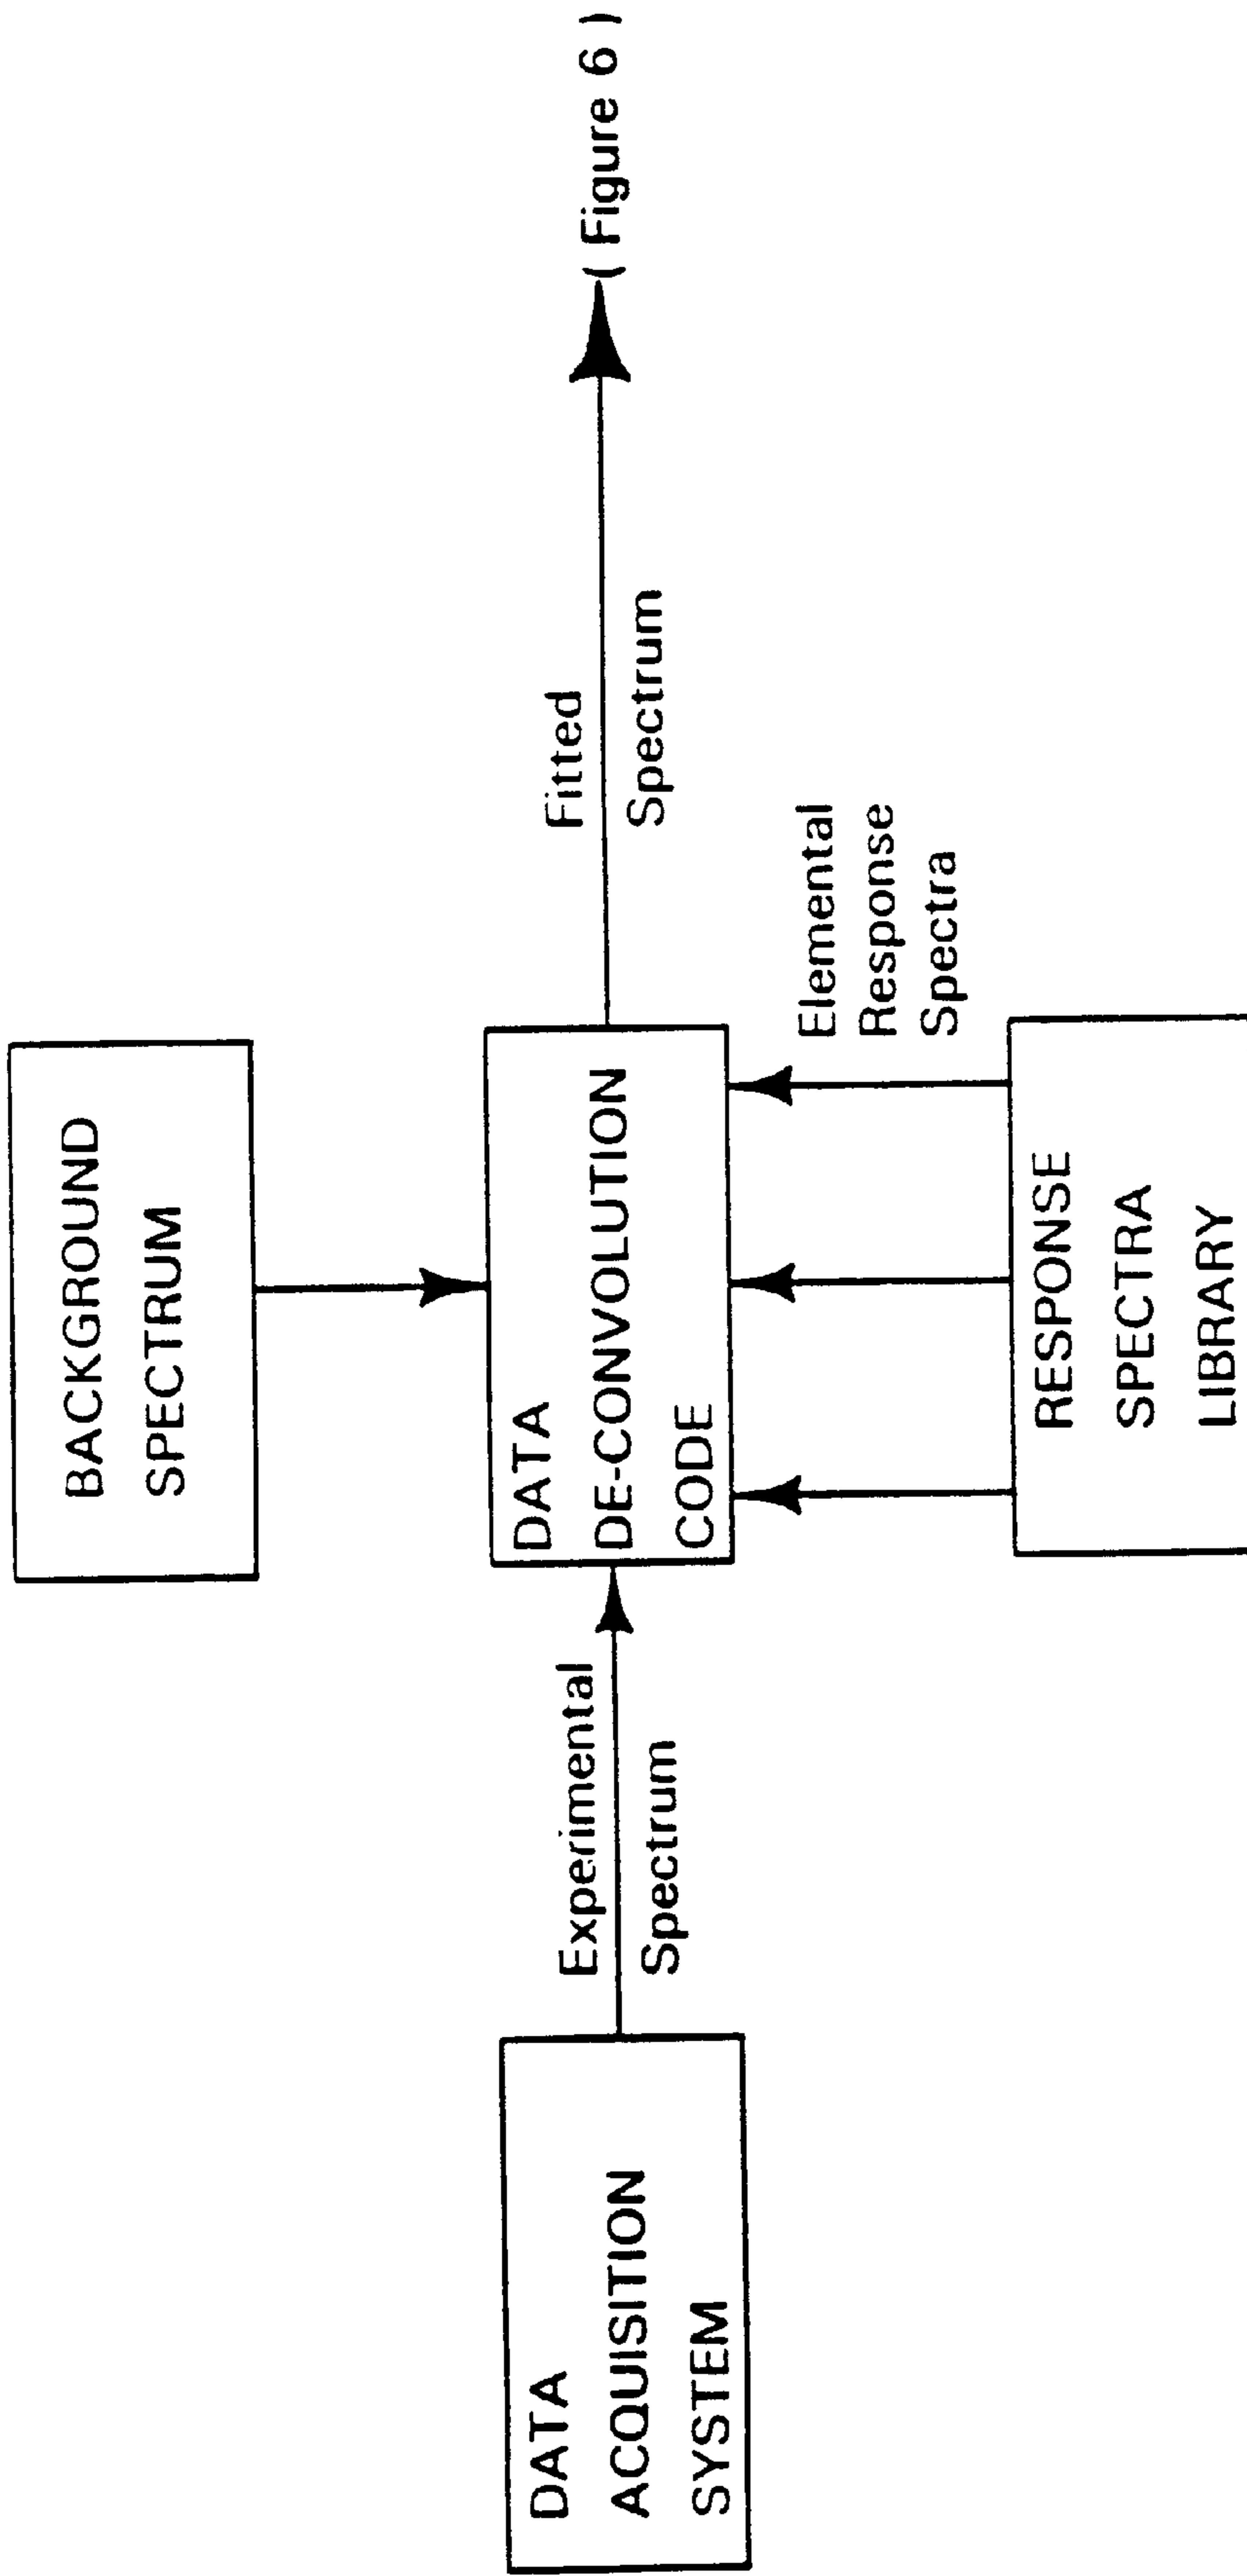 BACKGROUND
SPECTRUM
DATA
ACQUISITION
SYSTEM
Experimental
Spectrum
DATA
DE-CONVOLUTION
CODE
Fitted
Spectrum
( Figure 6 )
Elemental
Response
Spectra
RESPONSE
SPECTRA
LIBRARY